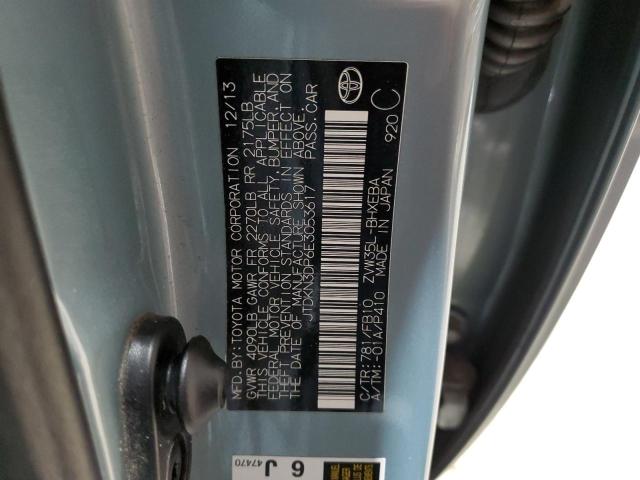 MFD.BY:TOYOTA MOTOR CORPORATION 12/13
GVWR 4090LB GAWR FR 2270LB RR 2175LB
THIS VEHICLE CONFORMS TO ALL APPLICABLE
FEDERAL MOTOR VEHICLE SAFETY, BUMPER, AND
THEFT PREVENTION STANDARDS IN EFFECT ON
THE DATE OF MANUFACTURE SHOWN ABOVE.
JTDKN3DP6E3053617 PASS.CAR
C/TR:781/FB10 ZVW35L-BHXEBA
A/TM:-01A/P410 MADE IN JAPAN 920 C
6 J
47470